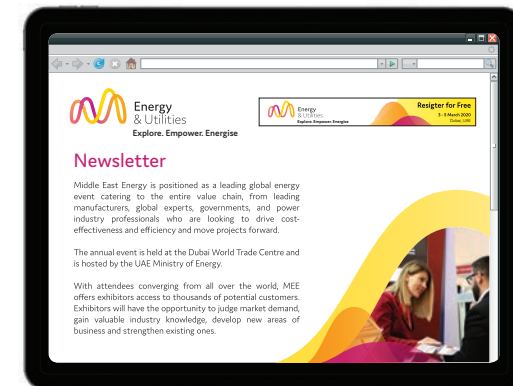 Energy
& Utilities
Explore. Empower. Energise
Energy
& Utilities
Explore. Empower. Energise
Resigter for Free
3 - 5 March 2020
Dubai, UAE
Newsletter
Middle East Energy is positioned as a leading global energy
event catering to the entire value chain, from leading
manufacturers, global experts, governments, and power
industry professionals who are looking to drive cost-
effectiveness and efficiency and move projects forward.
The annual event is held at the Dubai World Trade Centre and
is hosted by the UAE Ministry of Energy.
With attendees converging from all over the world, MEE
offers exhibitors access to thousands of potential customers.
Exhibitors will have the opportunity to judge market demand,
gain valuable industry knowledge, develop new areas of
business and strengthen existing ones.